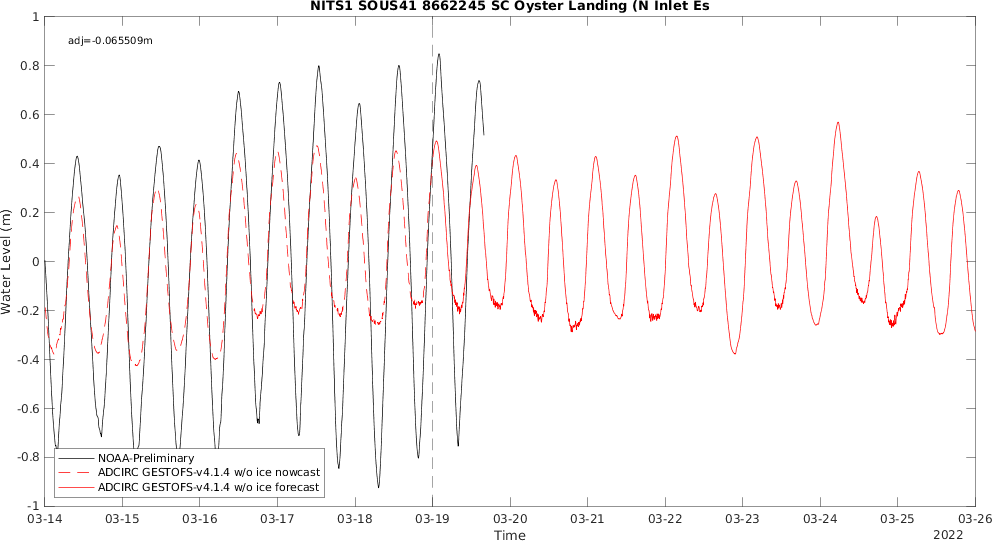 NITS1 SOUS41 8662245 SC Oyster Landing (N Inlet Es
adj=-0.065509m
1
0.8
0.6
0.4
0.2
0
-0.2
-0.4
-0.6
-0.8
-1
Water Level (m)
NOAA-Preliminary
ADCIRC GESTOFS-v4.1.4 w/o ice nowcast
ADCIRC GESTOFS-v4.1.4 w/o ice forecast
03-14 03-15 03-16 03-17 03-18 03-19 03-20 03-21 03-22 03-23 03-24 03-25 03-26
Time
2022